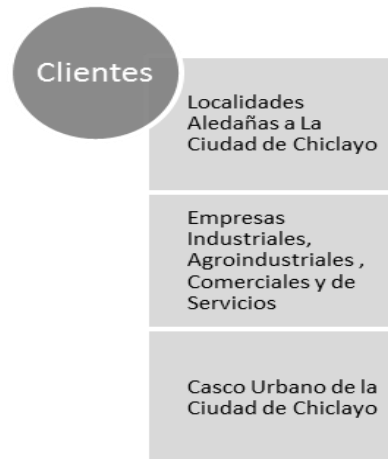 Clientes
Localidades
Aledañas a La
Ciudad de Chiclayo
Empresas
Industriales,
Agroindustriales ,
Comerciales y de
Servicios
Casco Urbano de la
Ciudad de Chiclayo